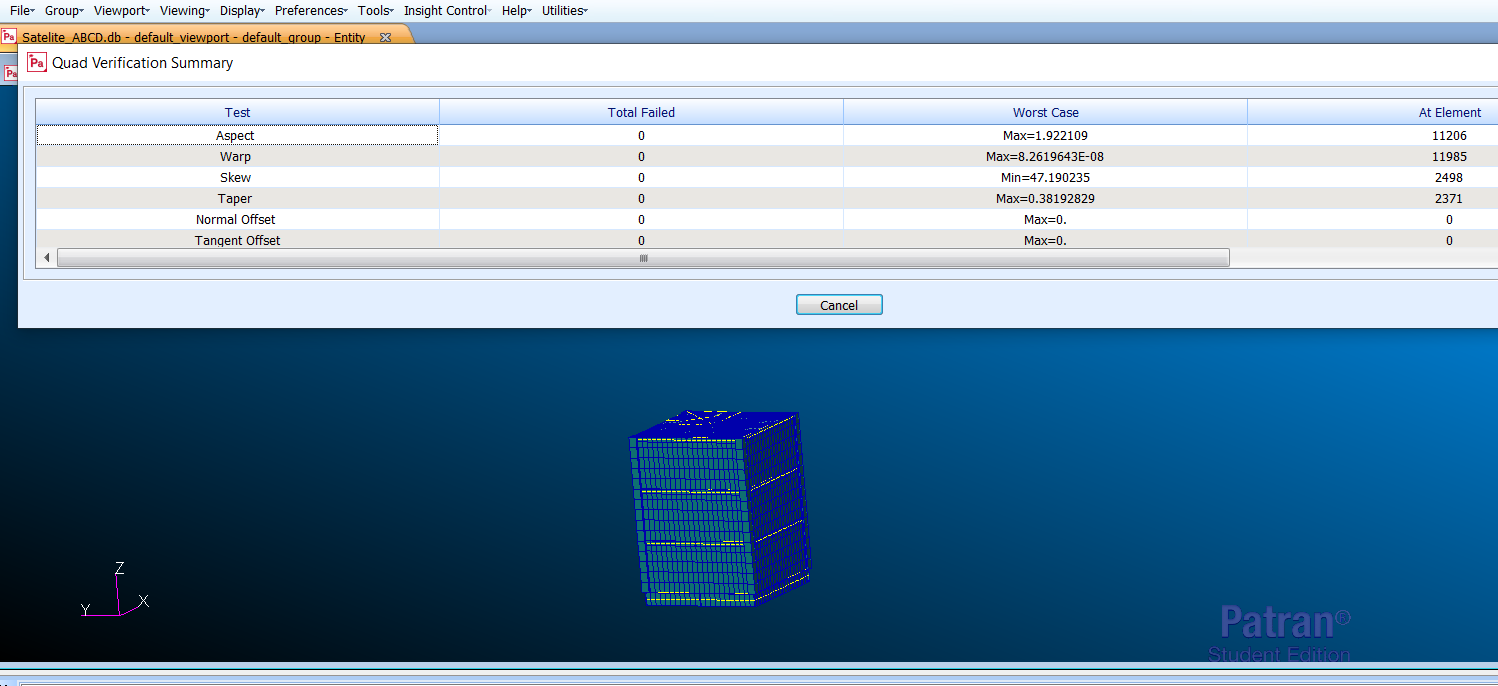 File Group Viewport Viewing Display Preferences Tools Insight Control Help Utilities
Pa Satelite_ABCD.db - default_viewport - default_group - Entity
Pa Quad Verification Summary
Pa
Test Total Failed Worst Case At Element
Aspect 0 Max=1.922109 11206
Warp 0 Max=8.2619643E-08 11985
Skew 0 Min=47.190235 2498
Taper 0 Max=0.38192829 2371
Normal Offset 0 Max=0. 0
Tangent Offset 0 Max=0. 0
Cancel
Z
Y X
Patran®
Student Edition